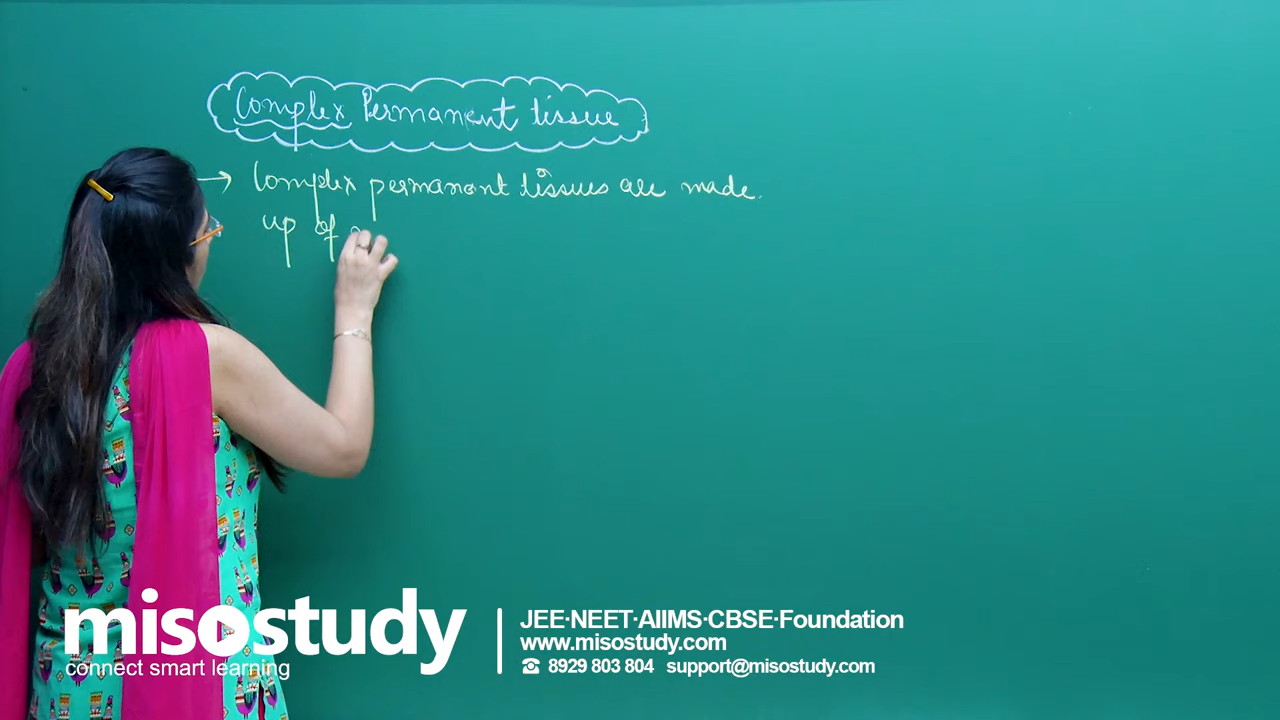 Complex Permanent tissue
→ Complex permanant tissues are made.
up of
misostudy
connect smart learning
JEE·NEET·AIIMS·CBSE·Foundation
www.misostudy.com
☎ 8929 803 804 support@misostudy.com